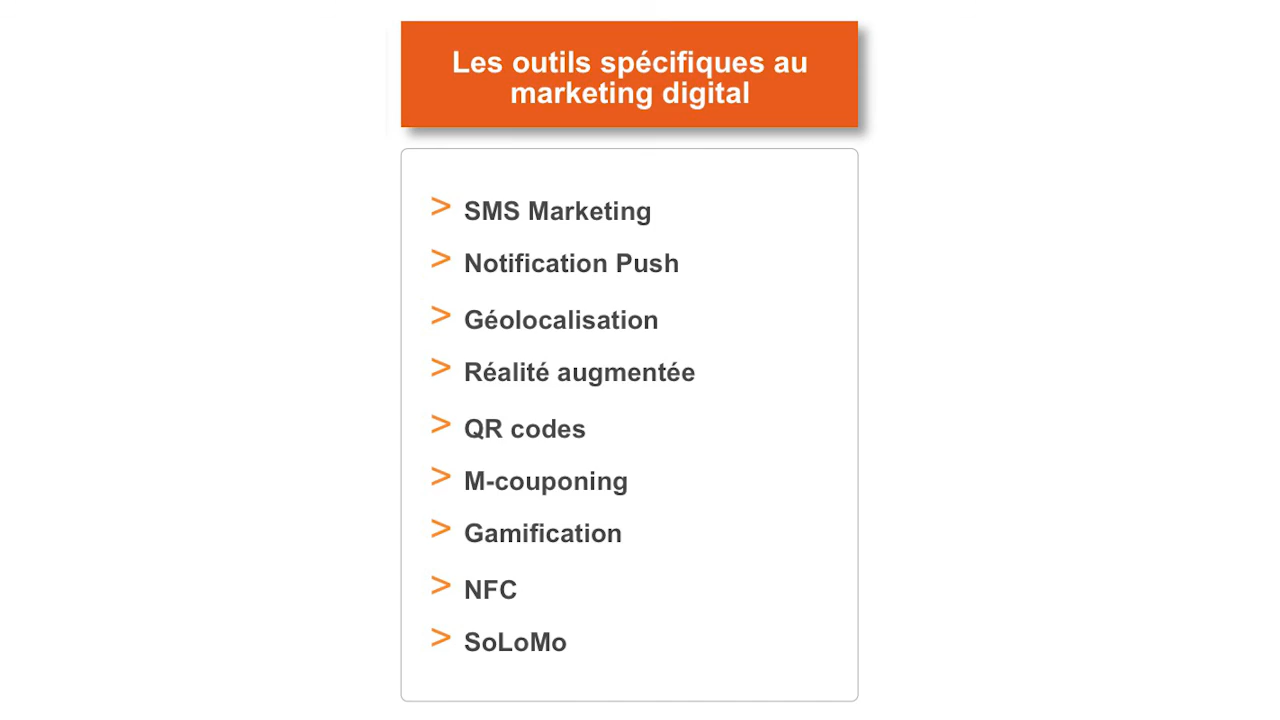 Les outils spécifiques au
marketing digital
> SMS Marketing
> Notification Push
> Géolocalisation
> Réalité augmentée
> QR codes
> M-couponing
> Gamification
> NFC
> SoLoMo